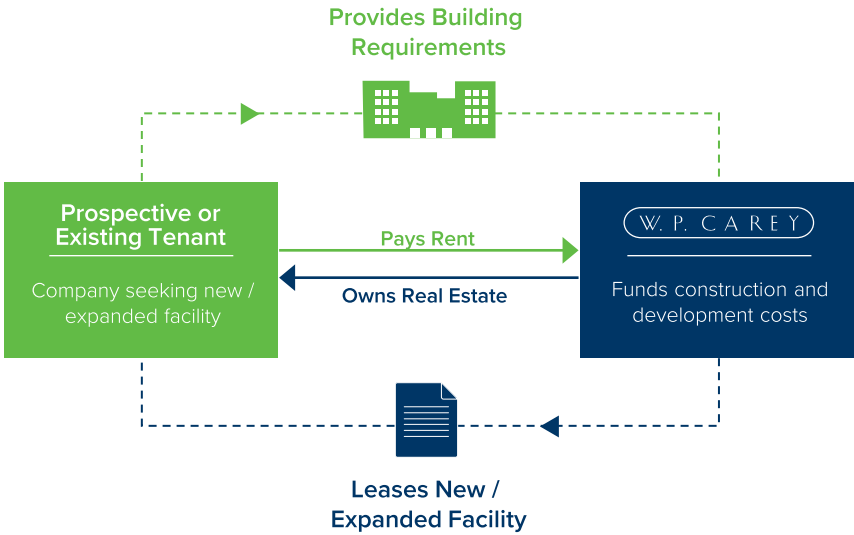 Provides Building
Requirements
Prospective or
Existing Tenant
Company seeking new /
expanded facility
Pays Rent
Owns Real Estate
W. P. CAREY
Funds construction and
development costs
Leases New /
Expanded Facility